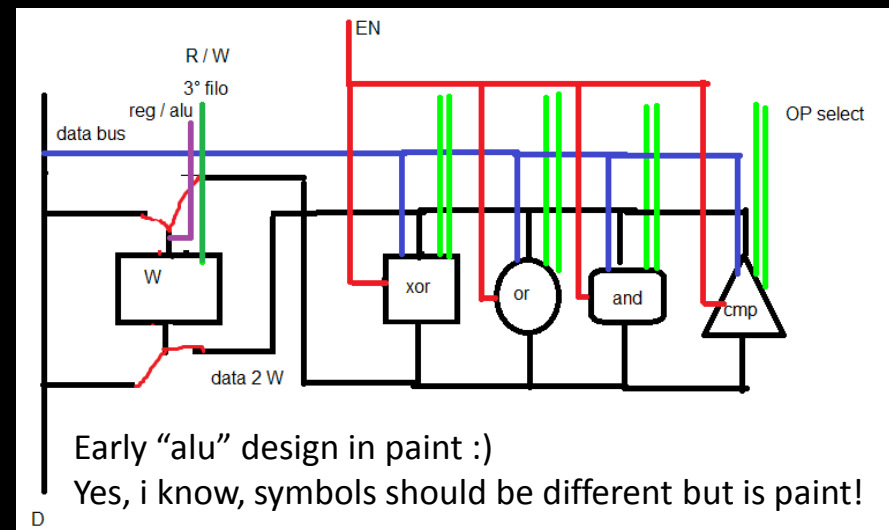 EN
R / W
3° filo
reg / alu
OP select
data bus
W
xor
or
and
cmp
data 2 W
Early “alu” design in paint :)
Yes, i know, symbols should be different but is paint!
D